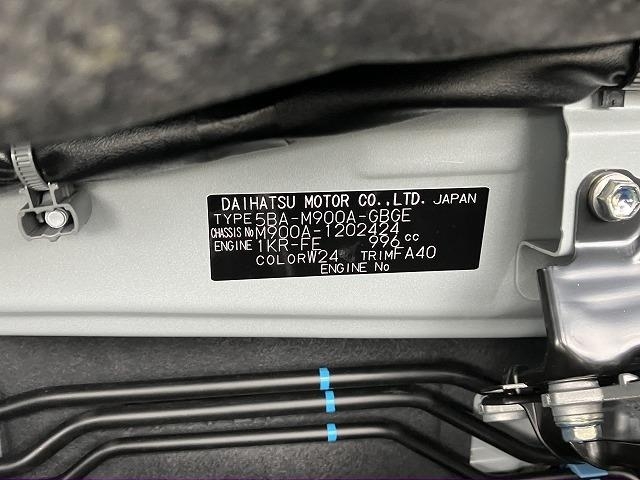 DAIHATSU MOTOR CO.,LTD. JAPAN
TYPE 5BA-M900A-GBGE
CHASSIS No M900A-1202424
ENGINE 1KR-FE 996 cc
COLOR W24 TRIM FA40
ENGINE No